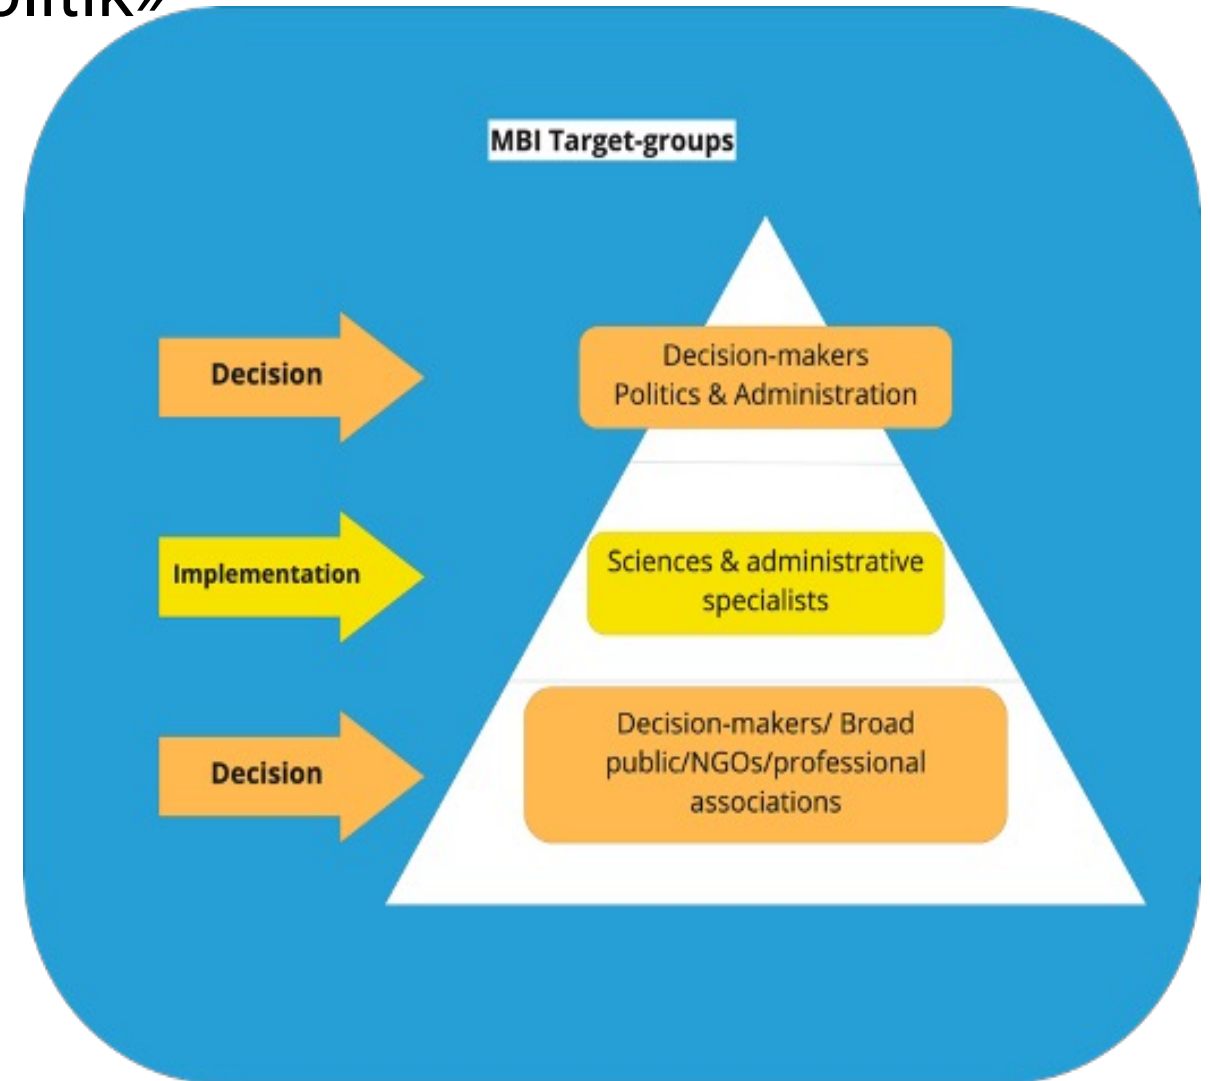 MBI Target-groups
Decision
Decision-makers
Politics & Administration
Implementation
Sciences & administrative
specialists
Decision
Decision-makers/ Broad
public/NGOs/professional
associations